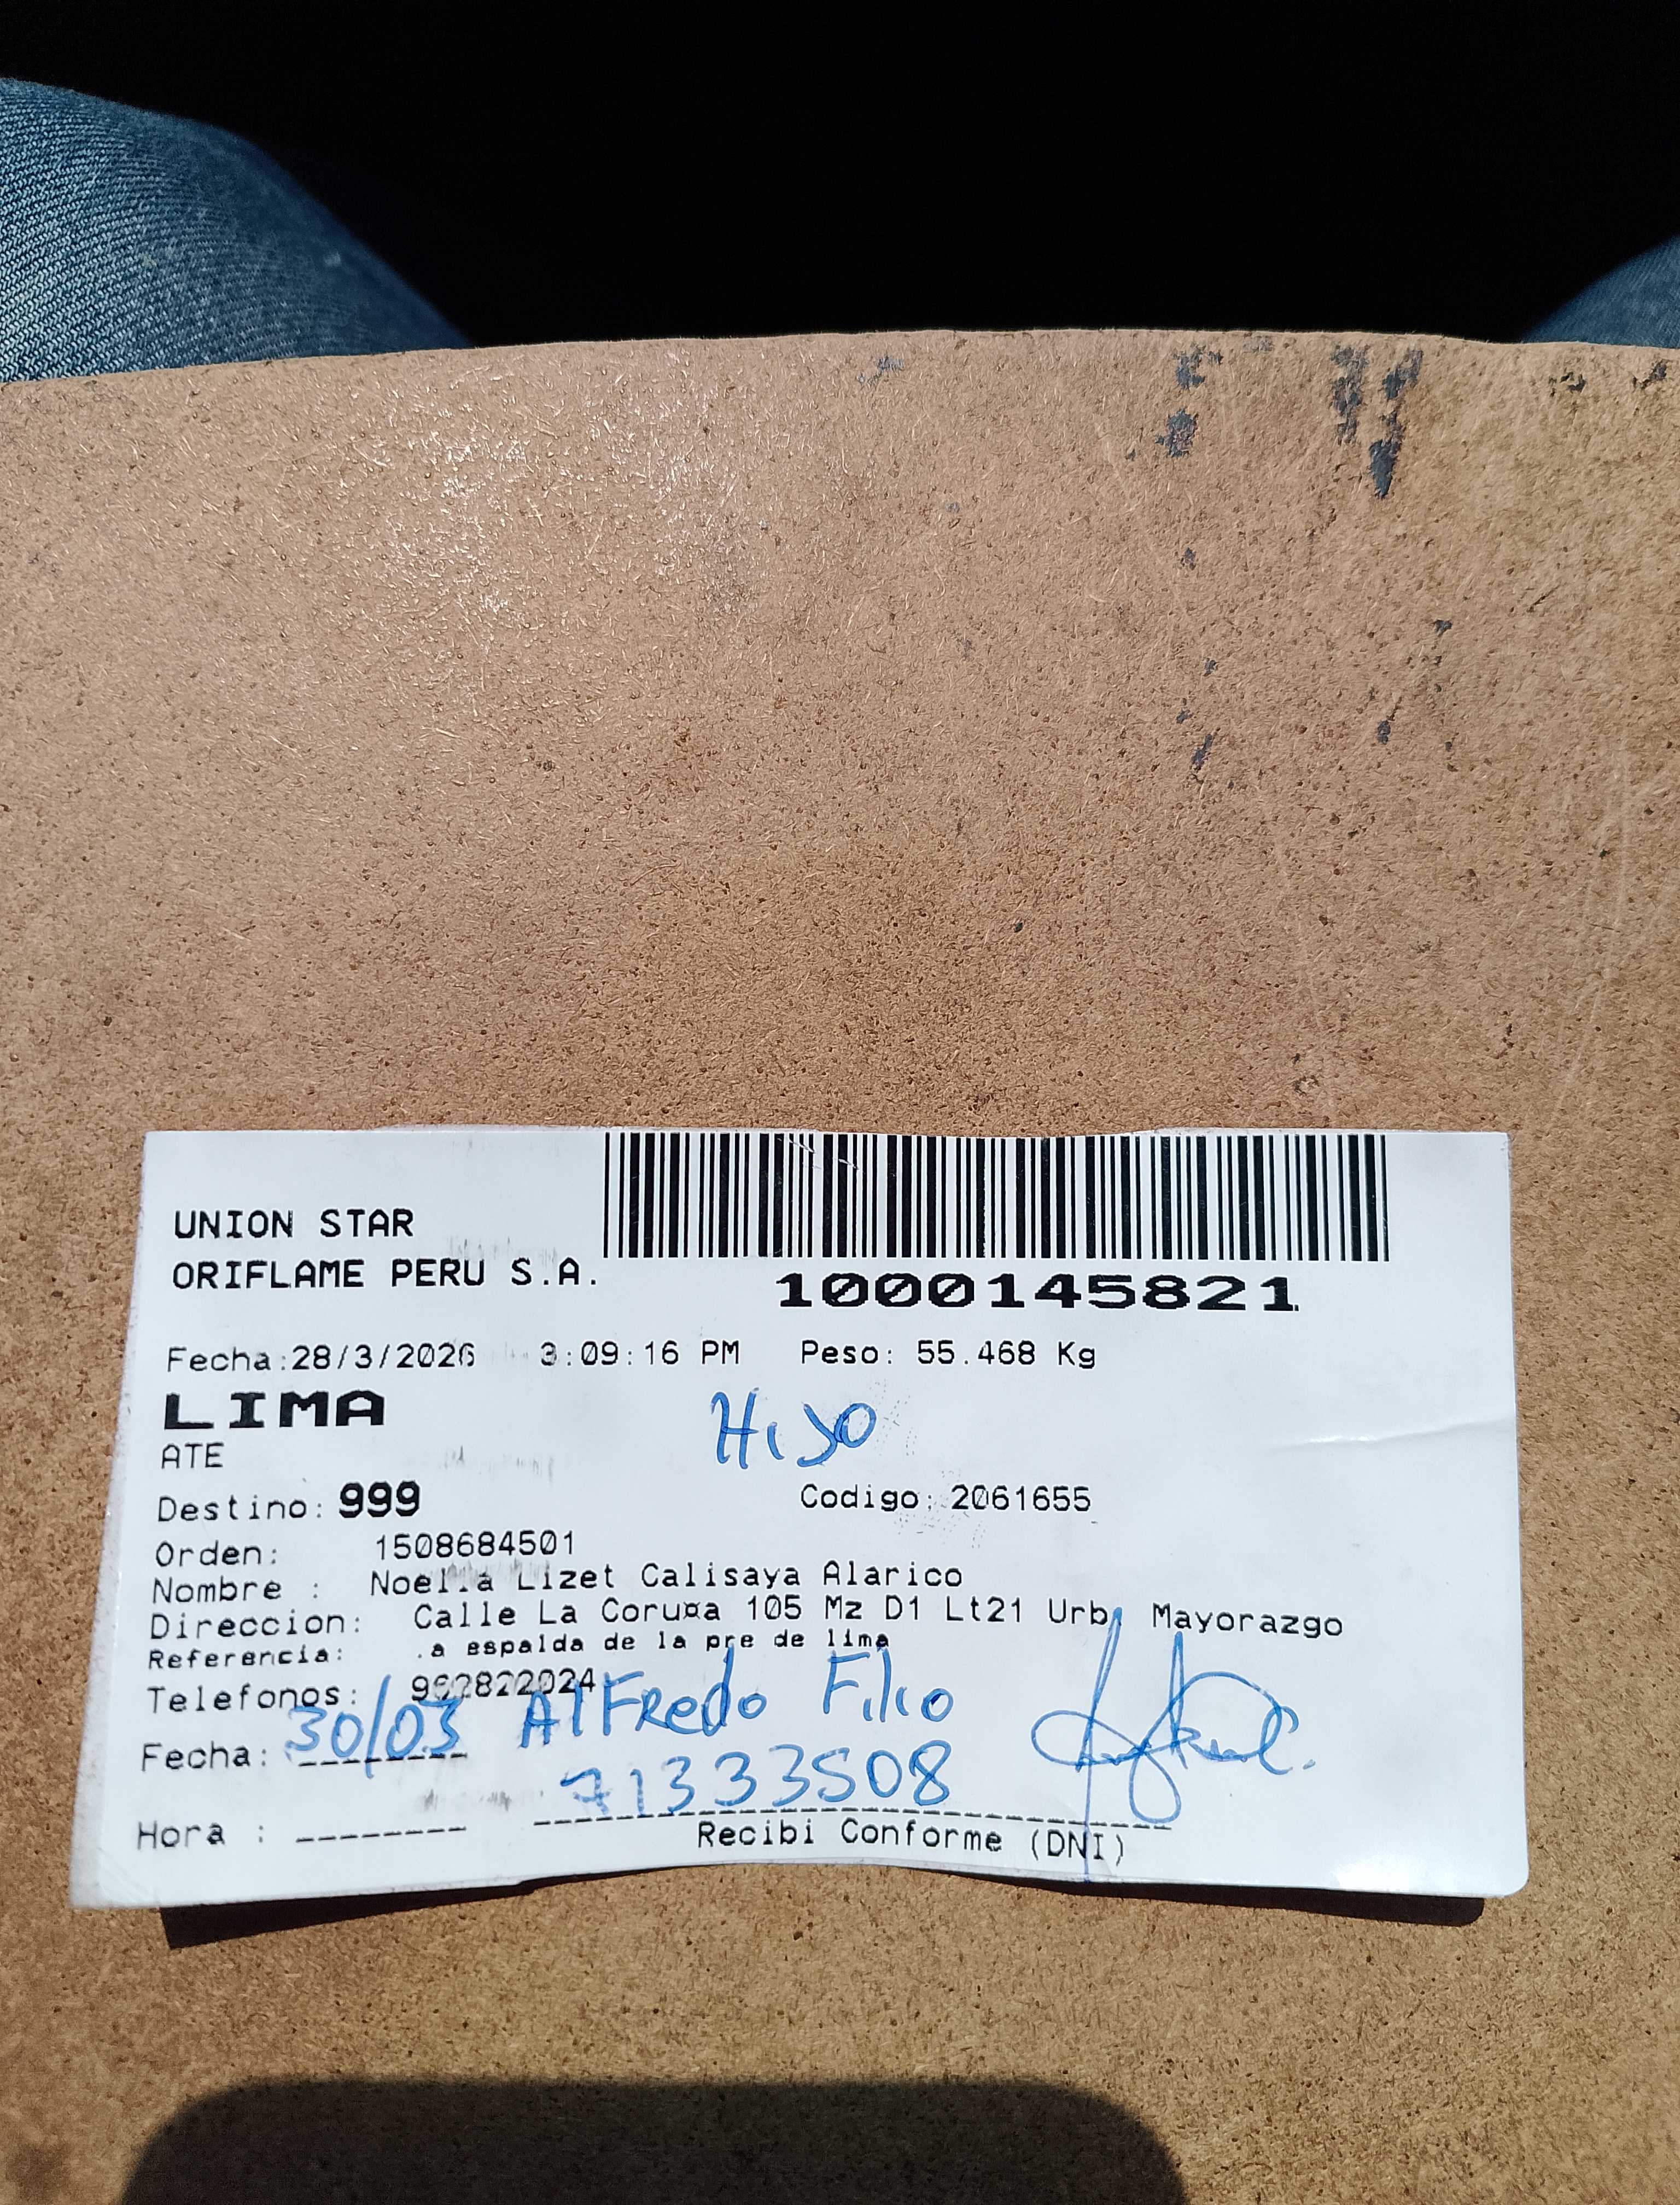 UNION STAR
ORIFLAME PERU S.A.
1000145821
Fecha:28/3/2026 3:09:16 PM Peso: 55.468 Kg
LIMA
Hijo
ATE
Destino: 999 Codigo: 2061655
Orden: 1508684501
Nombre : Noelia Lizet Calisaya Alarico
Direccion: Calle La Coru¤a 105 Mz D1 Lt21 Urb. Mayorazgo
Referencia: .a espalda de la pre de lima
Telefonos:
30/03 Alfredo
Fecha:
71333508
Hora :
Recibi Conforme (DNI)